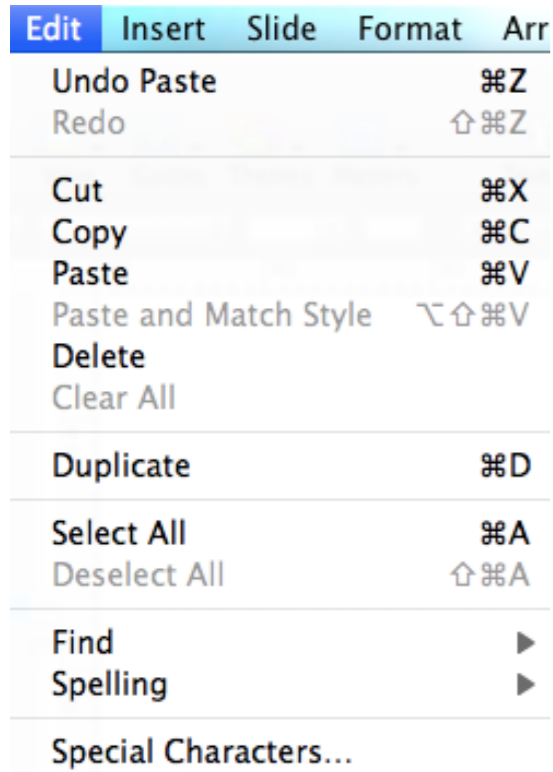 Edit Insert Slide Format Arr
Undo Paste ⌘Z
Redo ⇧⌘Z
Cut ⌘X
Copy ⌘C
Paste ⌘V
Paste and Match Style ⌥⇧⌘V
Delete
Clear All
Duplicate ⌘D
Select All ⌘A
Deselect All ⇧⌘A
Find ▶
Spelling ▶
Special Characters...